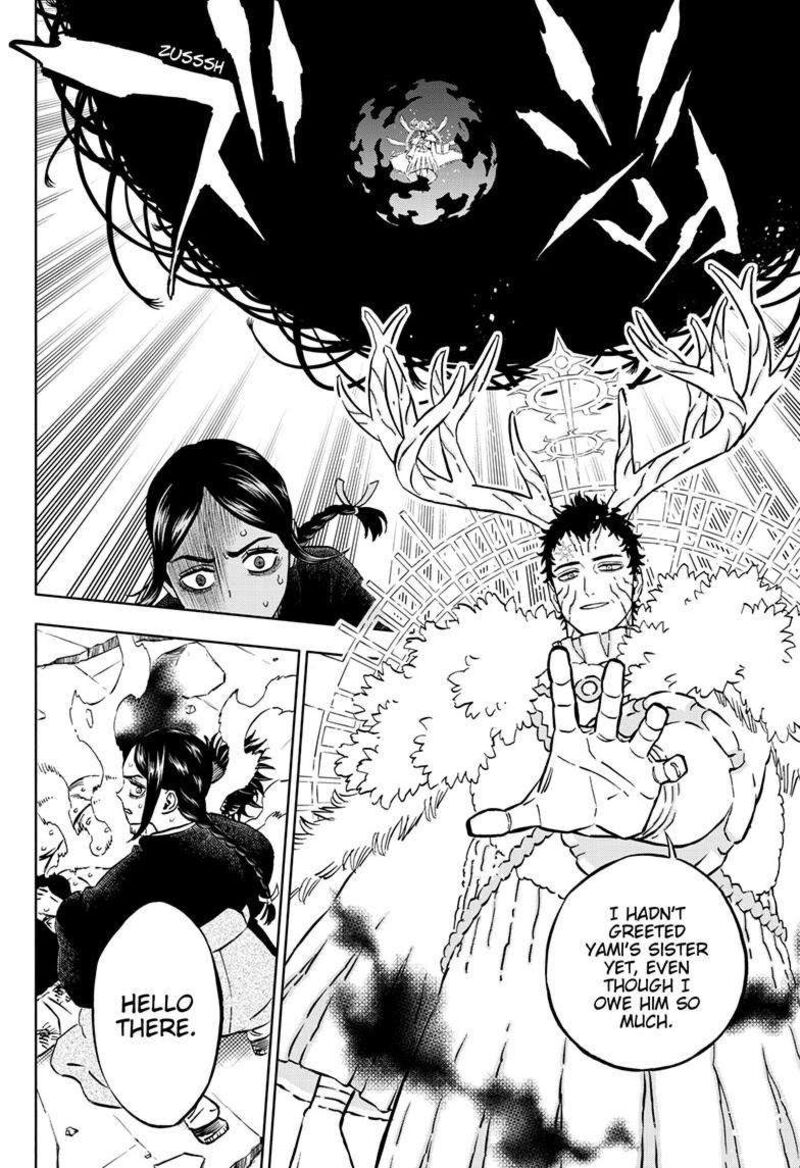 ZUSSSH
I HADN'T
GREETED
YAMI'S SISTER
YET, EVEN
THOUGH I
OWE HIM SO
MUCH.
HELLO
THERE.